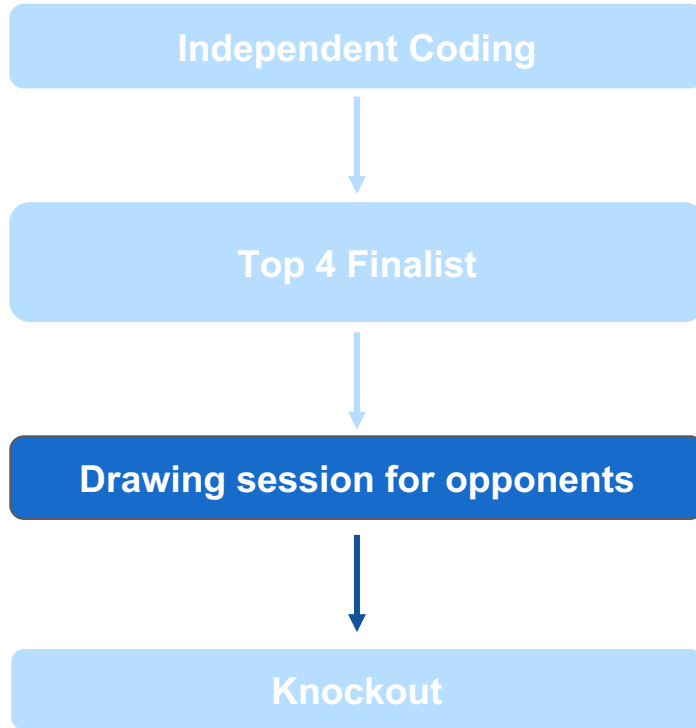 Independent Coding
Top 4 Finalist
Drawing session for opponents
Knockout